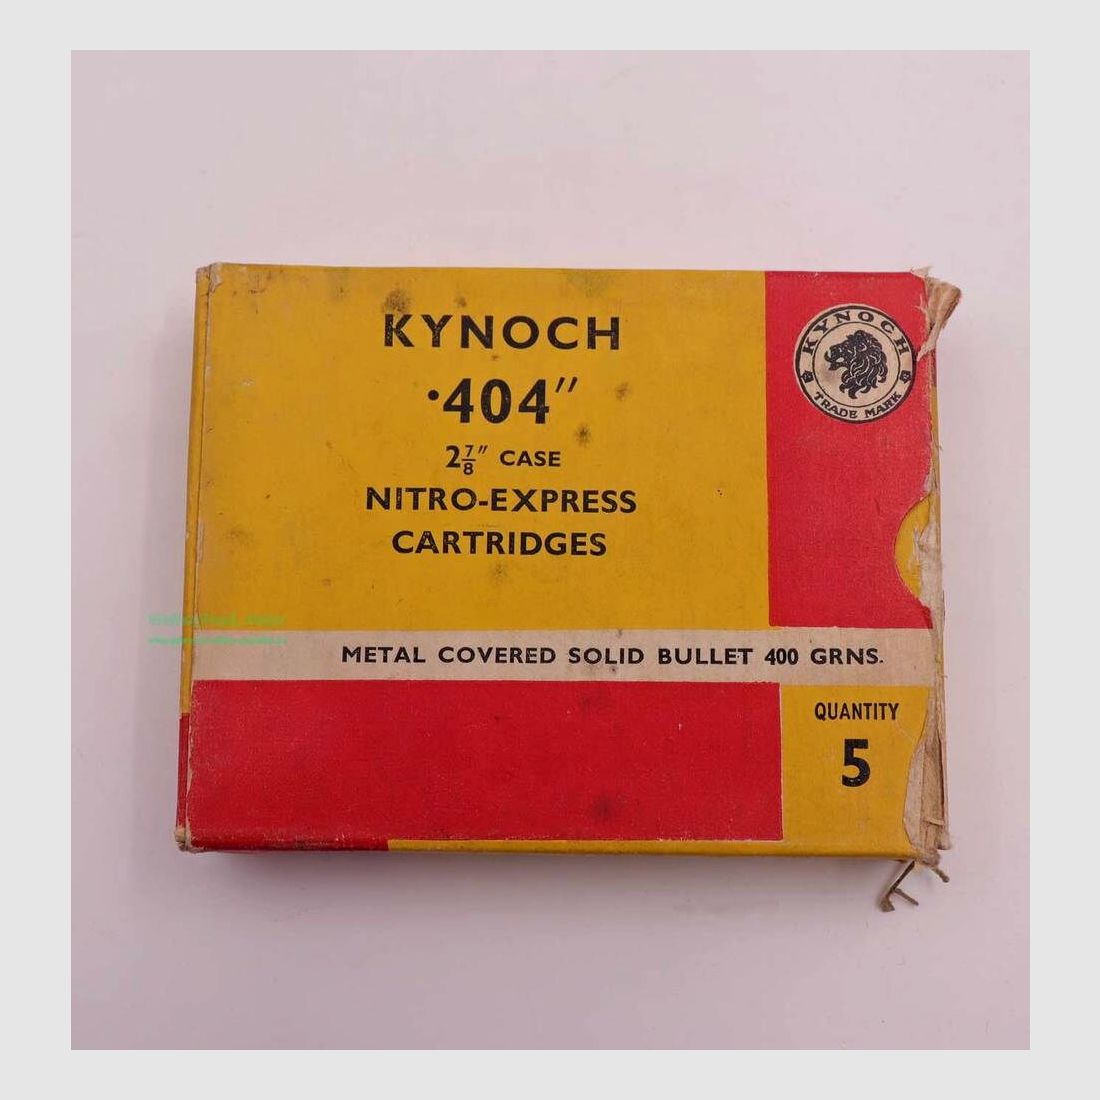 KYNOCH
·404″
2⅞″ CASE
NITRO-EXPRESS
CARTRIDGES
KYNOCH
TRADE MARK
METAL COVERED SOLID BULLET 400 GRNS.
QUANTITY
5